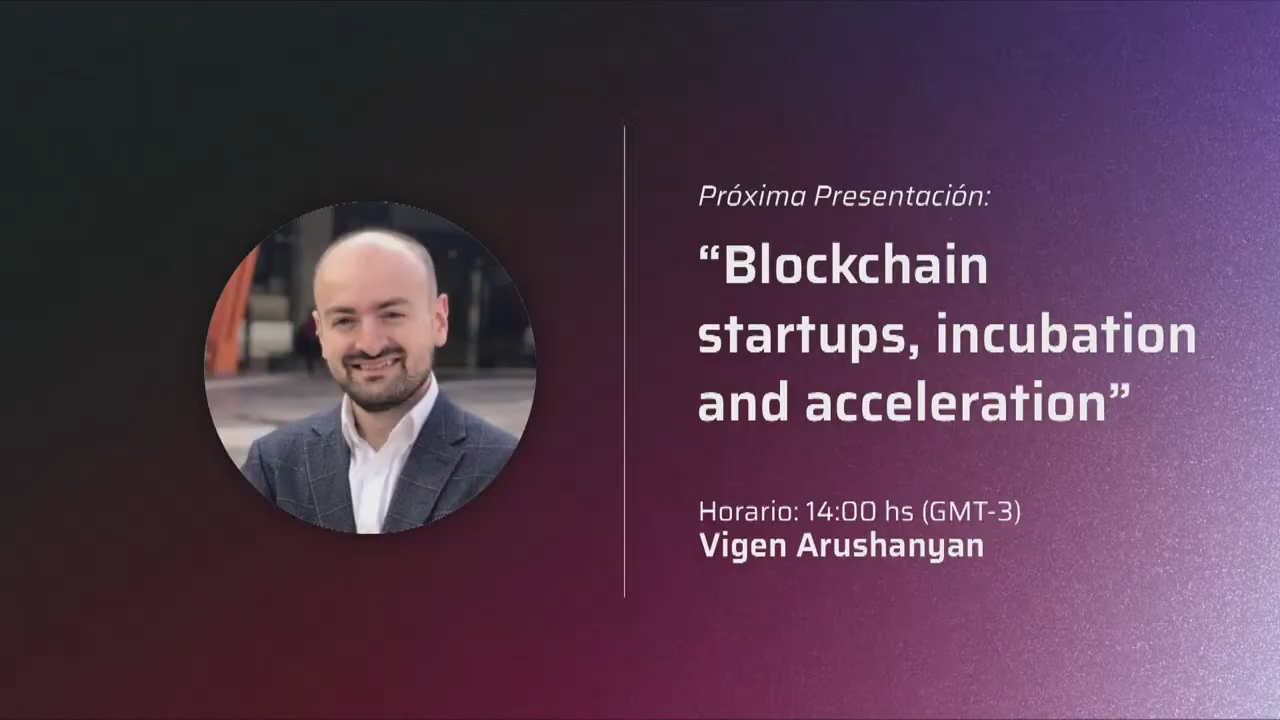 Próxima Presentación:
“Blockchain
startups, incubation
and acceleration”
Horario: 14:00 hs (GMT-3)
Vigen Arushanyan